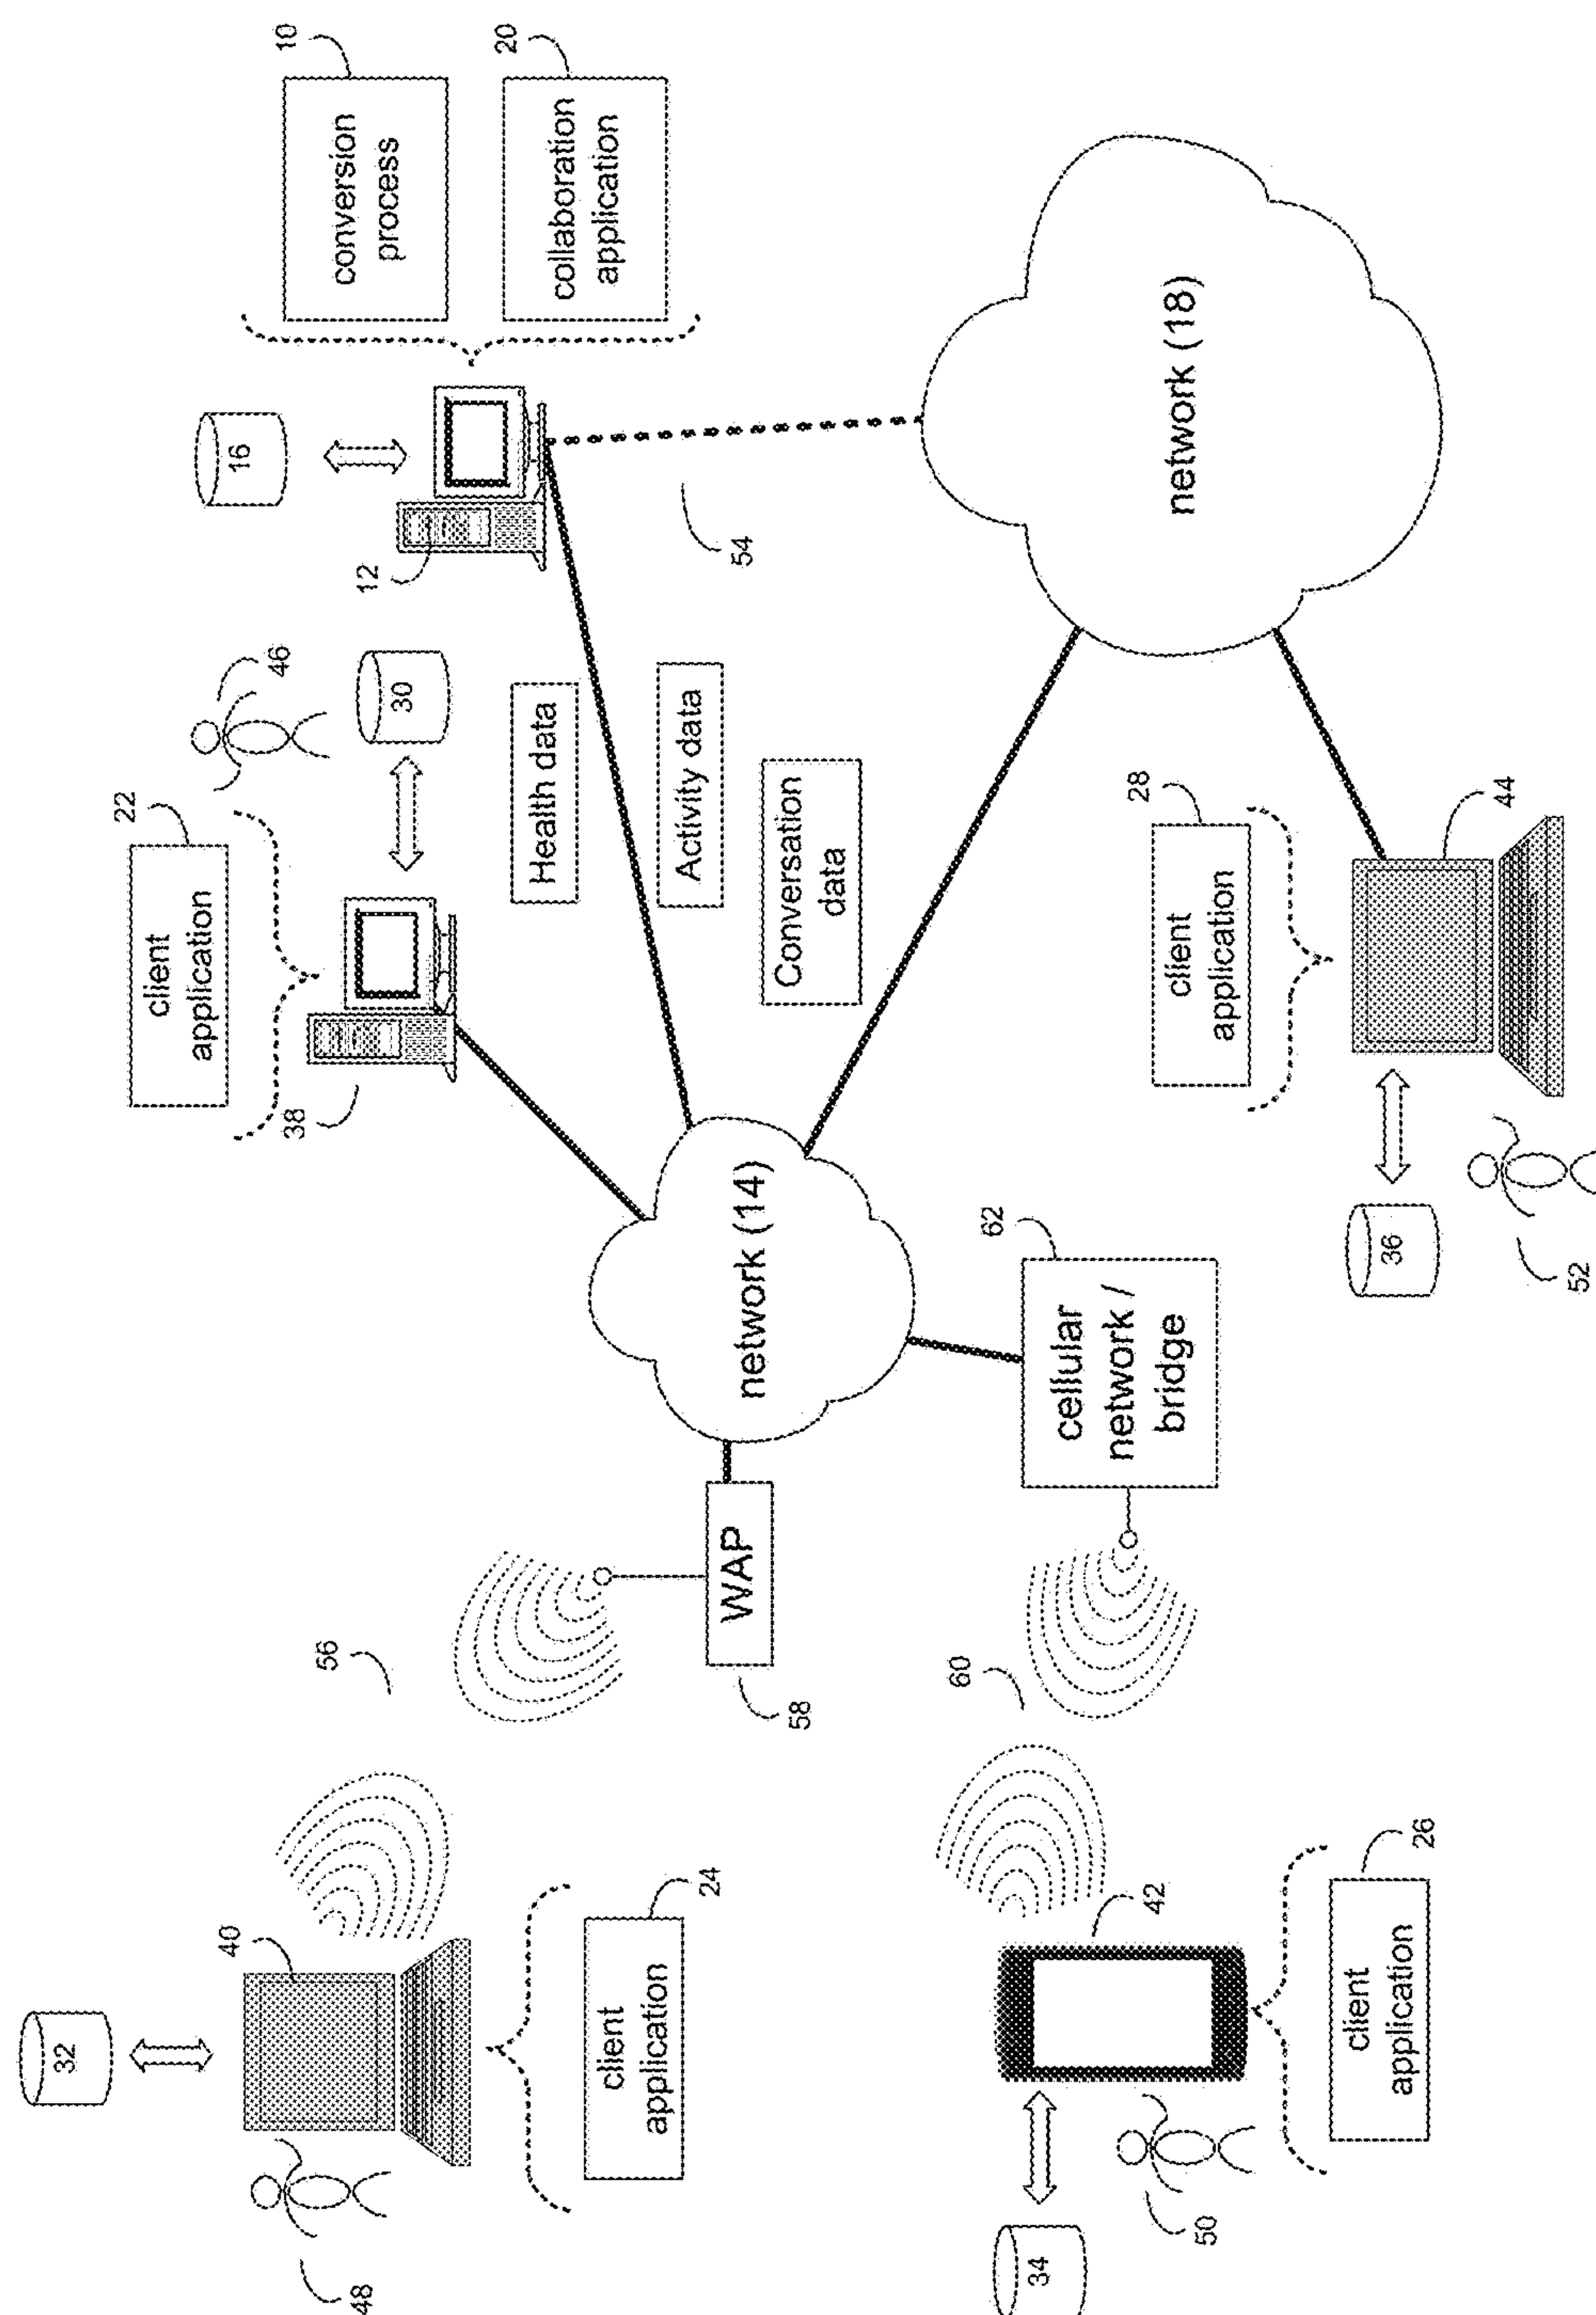 32
40
48
client
application
24
56
WAP
58
22
client
application
38
46
30
16
12
10
conversion
process
20
collaboration
application
54
Health data
Activity data
Conversation
data
network (14)
network (18)
cellular
network /
bridge
62
60
34
42
50
client
application
26
28
client
application
44
36
52